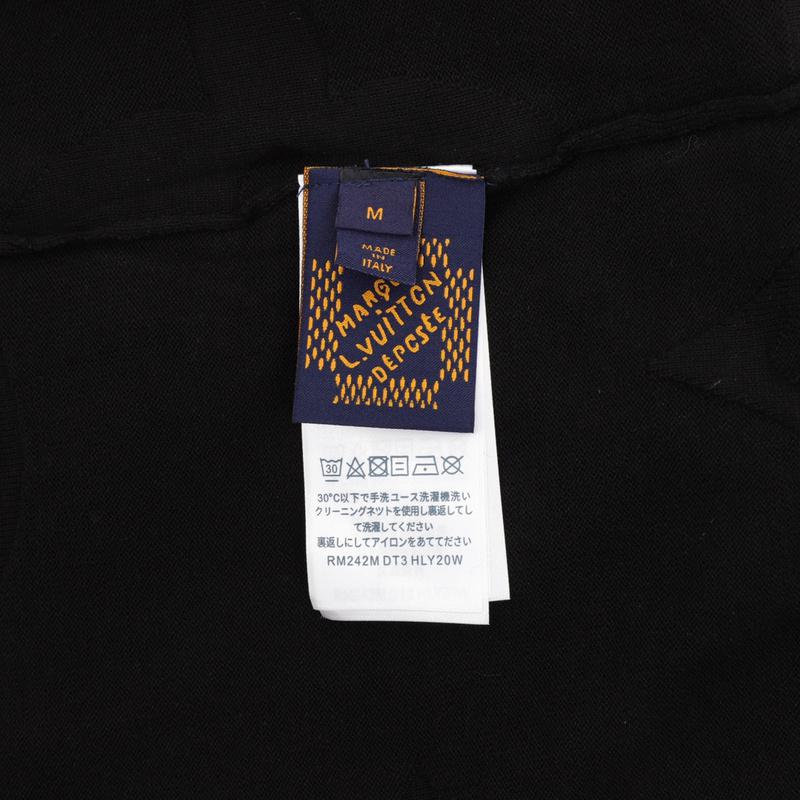 M
MADE
IN
ITALY
MARQU
L.VUITTON
DÉPOSÉE
30
30°C以下で手洗ユース洗濯機洗い
クリーニングネットを使用し裏返してし
て洗濯してください
裏返しにしてアイロンをあててださい
RM242M DT3 HLY20W